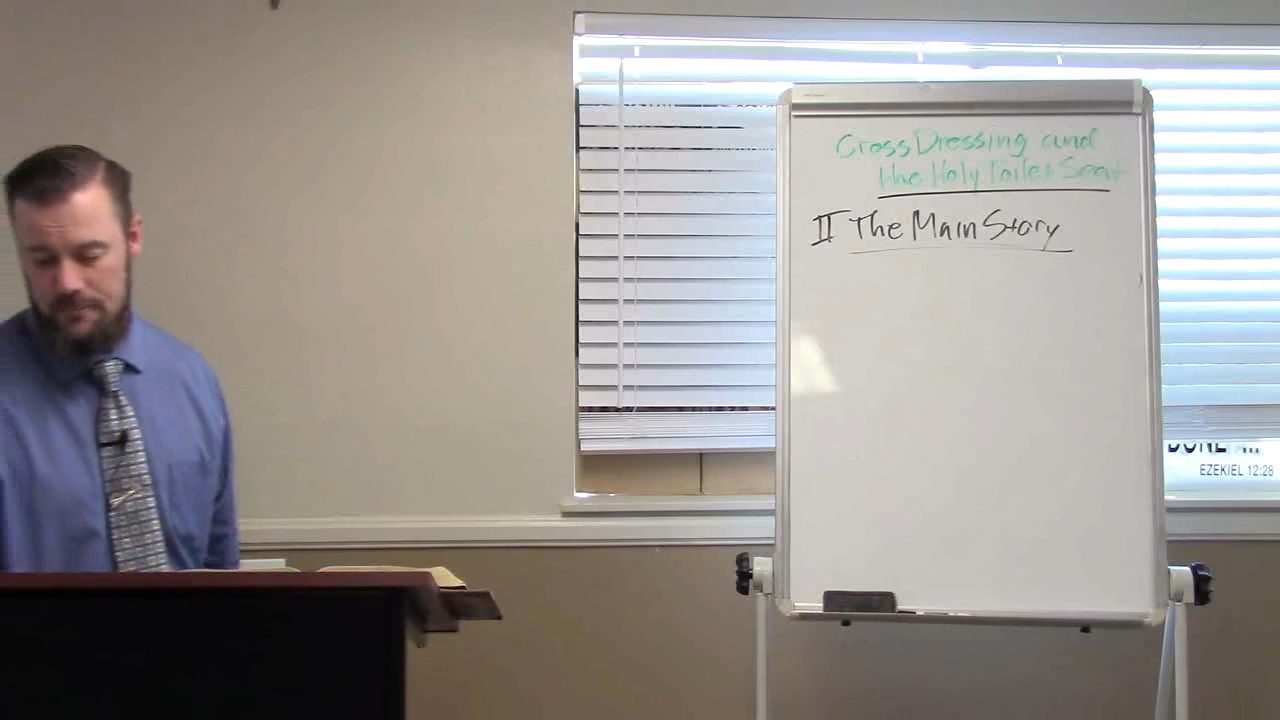 Cross Dressing and
the Holy Toilet Seat
II The Main Story
EZEKIEL 12:28